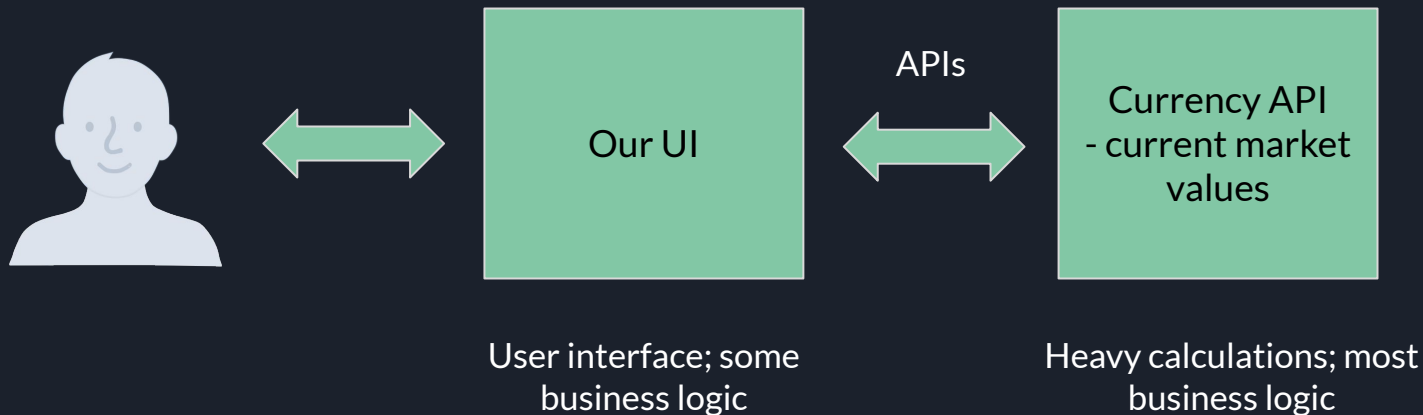 Our UI
APIs
Currency API
- current market
values
User interface; some
business logic
Heavy calculations; most
business logic